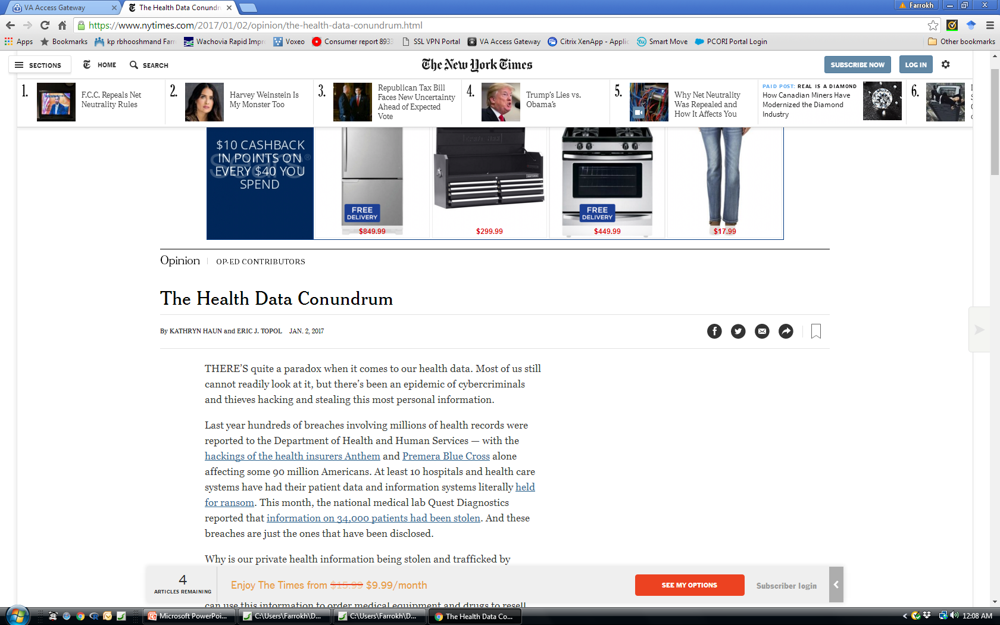 VA Access Gateway
The Health Data Conundr
Farrokh
https://www.nytimes.com/2017/01/02/opinion/the-health-data-conundrum.html
Apps
Bookmarks
kp rbhooshmand Farr
Wachovia Rapid Impr
Voxeo
Consumer report 8933
SSL VPN Portal
VA Access Gateway
Citrix XenApp - Applic
Smart Move
PCORI Portal Login
Other bookmarks
SECTIONS
HOME
SEARCH
The New York Times
SUBSCRIBE NOW
LOG IN
1.
F.C.C. Repeals Net
Neutrality Rules
2.
Harvey Weinstein Is
My Monster Too
3.
Republican Tax Bill
Faces New Uncertainty
Ahead of Expected
Vote
4.
Trump's Lies vs.
Obama's
5.
Why Net Neutrality
Was Repealed and
How It Affects You
PAID POST: REAL IS A DIAMOND
How Canadian Miners Have
Modernized the Diamond
Industry
6.
sears®
$10 CASHBACK
IN POINTS ON
EVERY $40 YOU
SPEND
FREE
DELIVERY
$849.99
$299.99
FREE
DELIVERY
$449.99
$17.99
Opinion
OP-ED CONTRIBUTORS
The Health Data Conundrum
By KATHRYN HAUN and ERIC J. TOPOL JAN. 2, 2017
THERE'S quite a paradox when it comes to our health data. Most of us still
cannot readily look at it, but there's been an epidemic of cybercriminals
and thieves hacking and stealing this most personal information.
Last year hundreds of breaches involving millions of health records were
reported to the Department of Health and Human Services — with the
hackings of the health insurers Anthem and Premera Blue Cross alone
affecting some 90 million Americans. At least 10 hospitals and health care
systems have had their patient data and information systems literally held
for ransom. This month, the national medical lab Quest Diagnostics
reported that information on 34,000 patients had been stolen. And these
breaches are just the ones that have been disclosed.
Why is our private health information being stolen and trafficked by
4
ARTICLES REMAINING
Enjoy The Times from $15.99 $9.99/month
SEE MY OPTIONS
Subscriber login
can use this information to order medical equipment and drugs to resell
Microsoft PowerPoi...
C:\Users\Farrokh\D...
C:\Users\Farrokh\D...
The Health Data Co...
12:08 AM